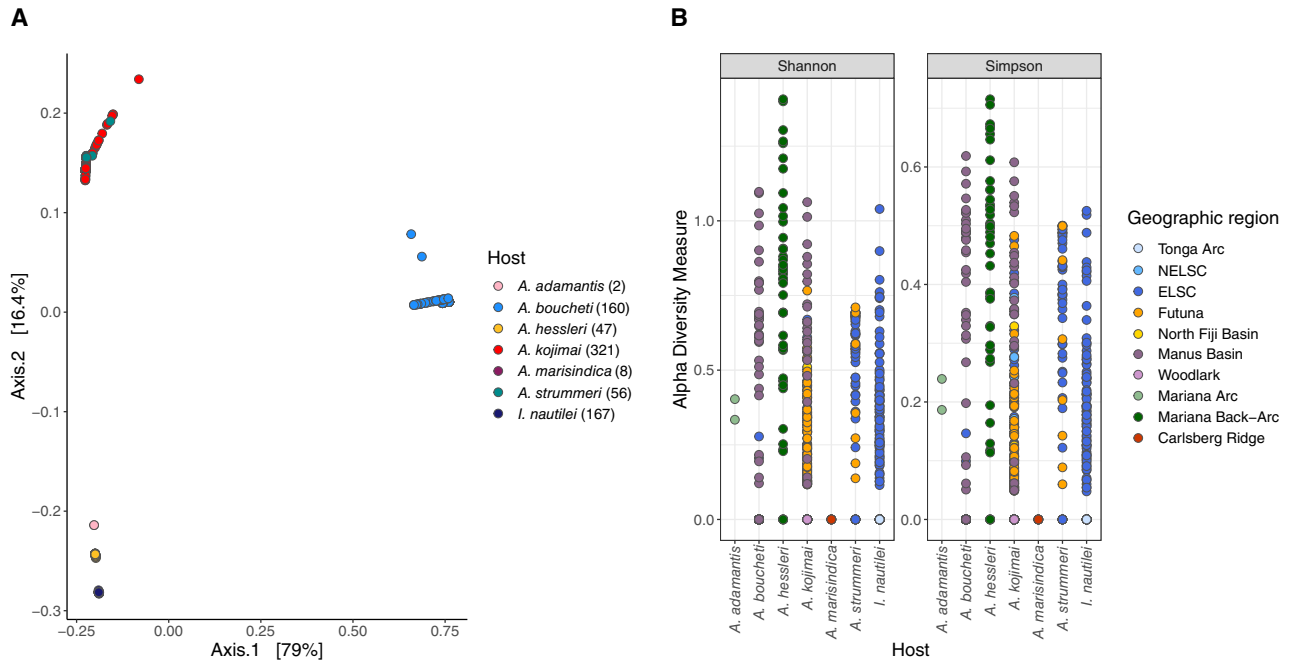 A
0.2
0.1
0.0
−0.1
−0.2
−0.3
Axis.2 [16.4%]
−0.25
0.00
0.25
0.50
0.75
Axis.1 [79%]
Host
A. adamantis (2)
A. boucheti (160)
A. hessleri (47)
A. kojimai (321)
A. marisindica (8)
A. strummeri (56)
I. nautilei (167)
B
Shannon
Simpson
Alpha Diversity Measure
1.0
0.5
0.0
0.6
0.4
0.2
0.0
A. adamantis
A. boucheti
A. hessleri
A. kojimai
A. marisindica
A. strummeri
I. nautilei
A. adamantis
A. boucheti
A. hessleri
A. kojimai
A. marisindica
A. strummeri
I. nautilei
Host
Geographic region
Tonga Arc
NELSC
ELSC
Futuna
North Fiji Basin
Manus Basin
Woodlark
Mariana Arc
Mariana Back−Arc
Carlsberg Ridge